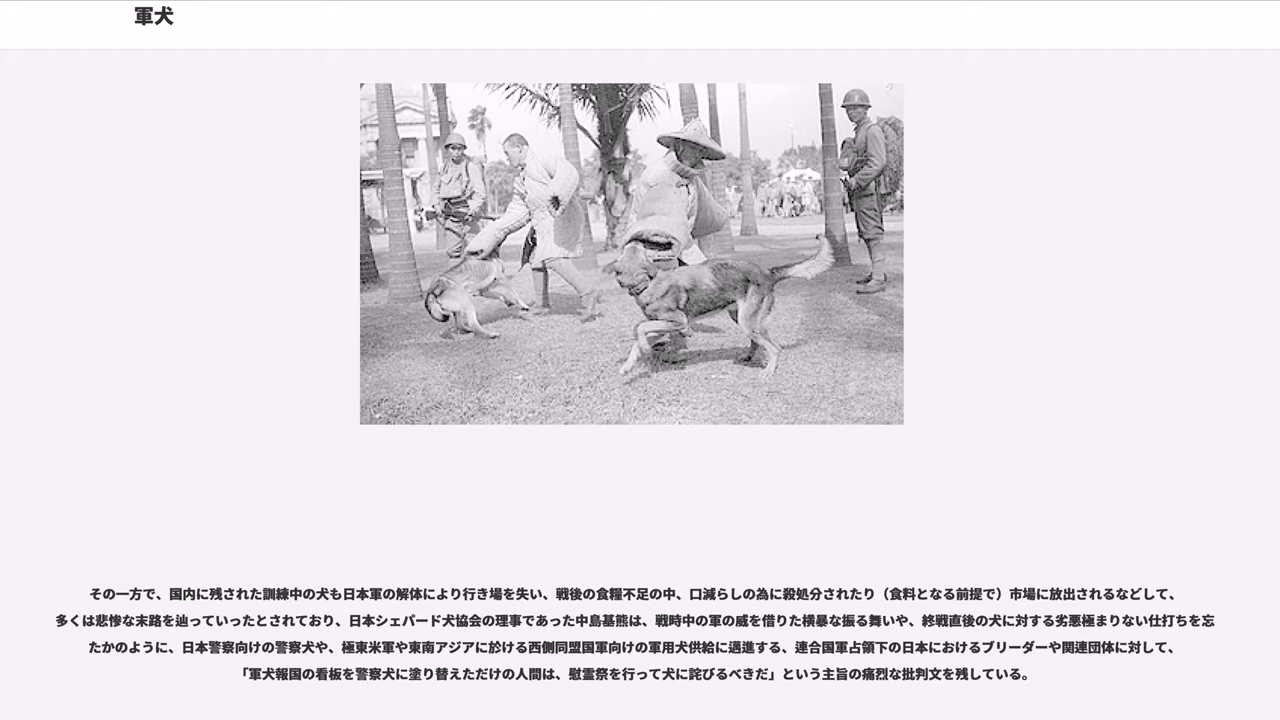 軍犬
その一方で、国内に残された訓練中の犬も日本軍の解体により行き場を失い、戦後の食糧不足の中、口減らしの為に殺処分されたり（食料となる前提で）市場に放出されるなどして、
多くは悲惨な末路を辿っていったとされており、日本シェパード犬協会の理事であった中島基熊は、戦時中の軍の威を借りた横暴な振る舞いや、終戦直後の犬に対する劣悪極まりない仕打ちを忘
たかのように、日本警察向けの警察犬や、極東米軍や東南アジアに於ける西側同盟国軍向けの軍用犬供給に邁進する、連合国軍占領下の日本におけるブリーダーや関連団体に対して、
「軍犬報国の看板を警察犬に塗り替えただけの人間は、慰霊祭を行って犬に詫びるべきだ」という主旨の痛烈な批判文を残している。